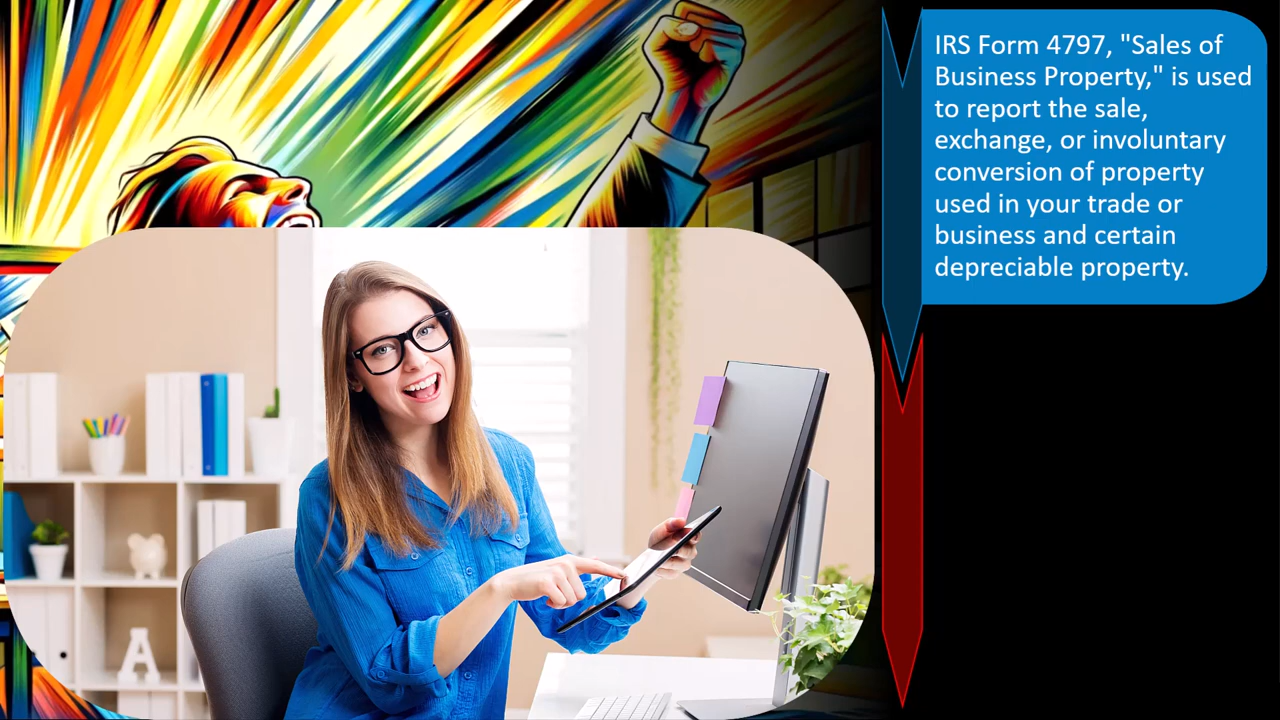 IRS Form 4797, "Sales of
Business Property," is used
to report the sale,
exchange, or involuntary
conversion of property
used in your trade or
business and certain
depreciable property.
A